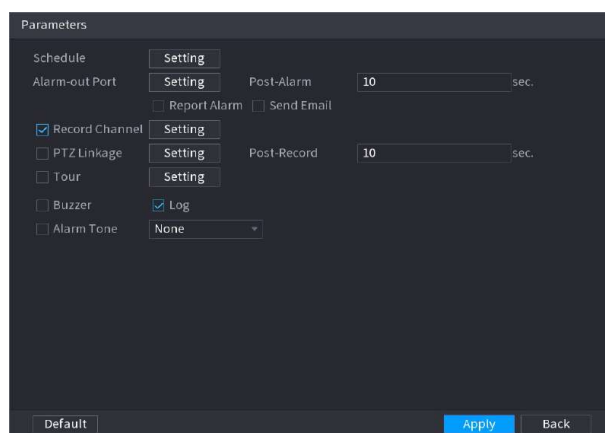 Parameters
Schedule Setting
Alarm-out Port Setting Post-Alarm 10 sec.
Report Alarm Send Email
Record Channel Setting
PTZ Linkage Setting Post-Record 10 sec.
Tour Setting
Buzzer Log
Alarm Tone None
Default Apply Back